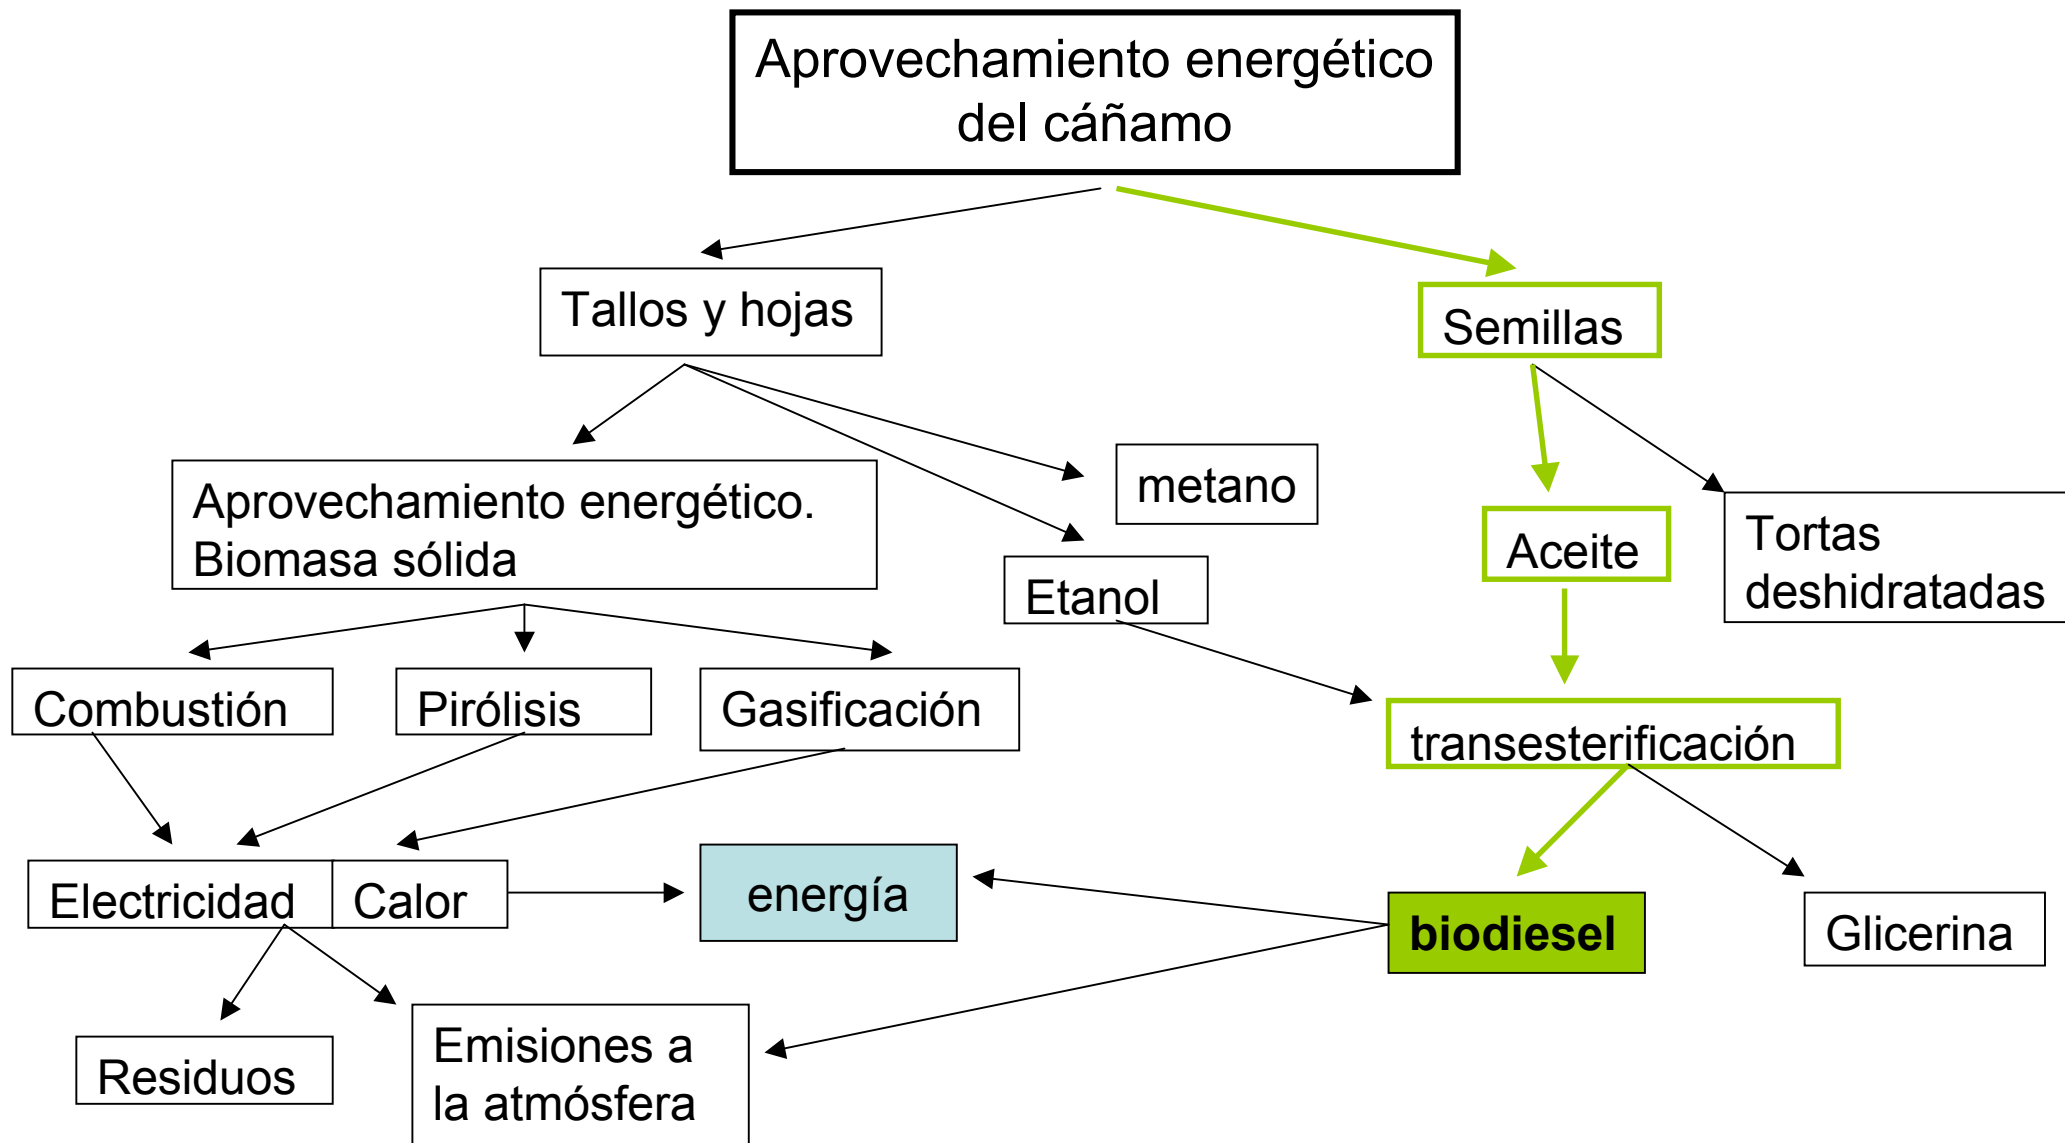 Aprovechamiento energético
del cáñamo
Tallos y hojas
Semillas
Aprovechamiento energético.
Biomasa sólida
metano
Etanol
Aceite
Tortas
deshidratadas
Combustión
Pirólisis
Gasificación
transesterificación
Electricidad
Calor
energía
biodiesel
Glicerina
Residuos
Emisiones a
la atmósfera